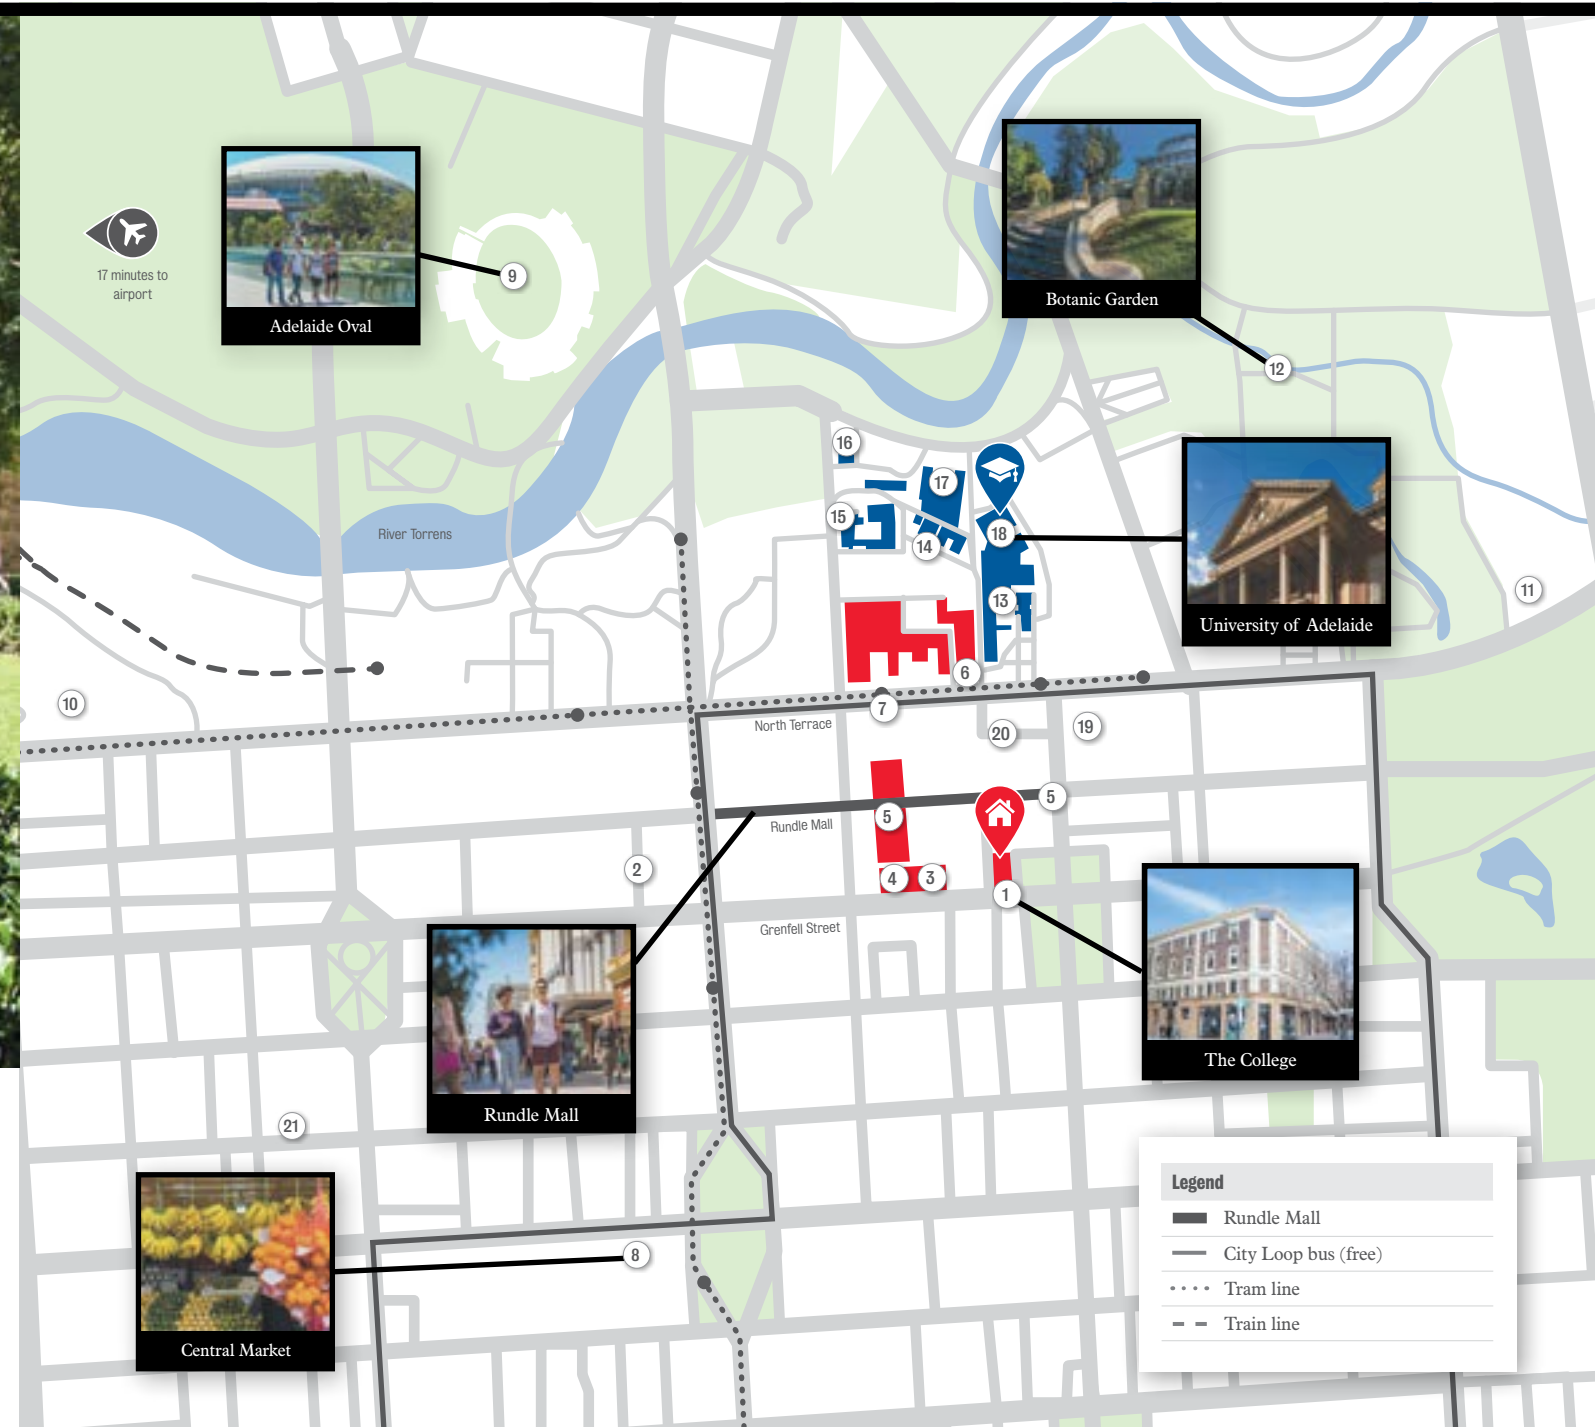 Adelaide Oval
17 minutes to
airport
9
Botanic Garden
12
16
17
15
14
18
13
University of Adelaide
11
River Torrens
10
6
7
North Terrace
20
19
5
5
Rundle Mall
2
4
3
1
Grenfell Street
Rundle Mall
The College
21
8
Central Market
Legend
Rundle Mall
City Loop bus (free)
Tram line
Train line